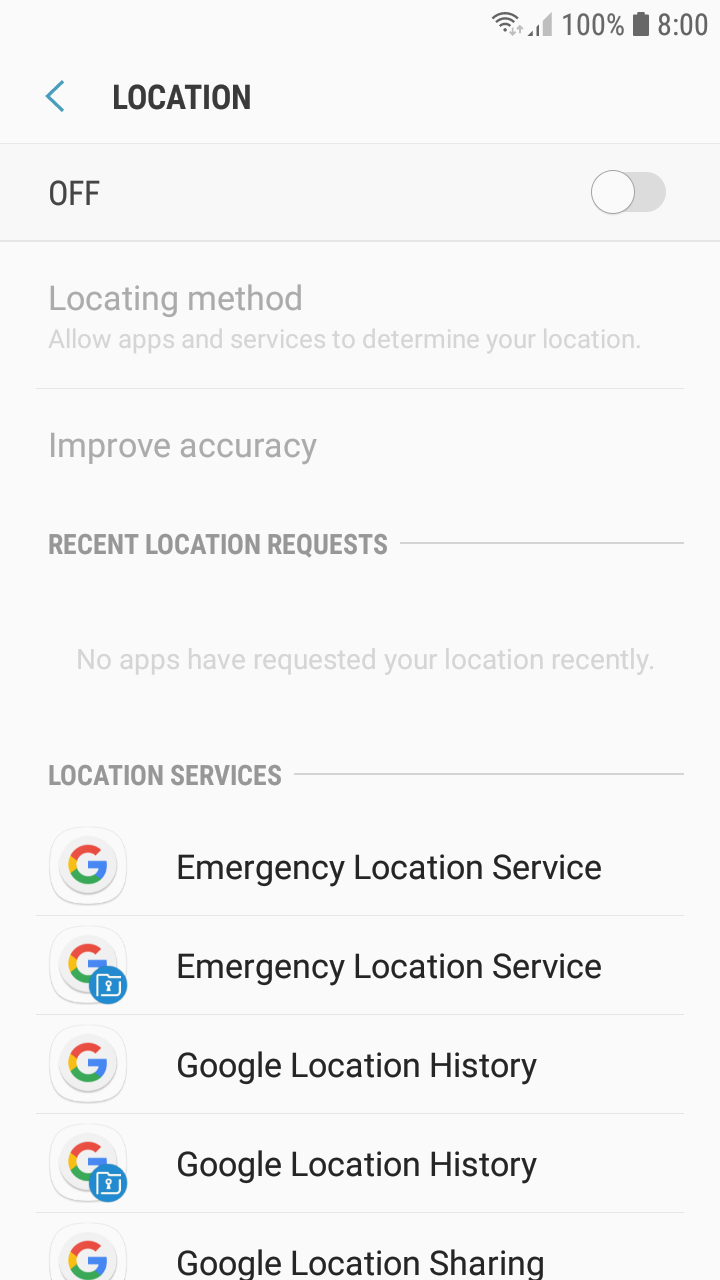 100% 8:00
LOCATION
OFF
Locating method
Allow apps and services to determine your location.
Improve accuracy
RECENT LOCATION REQUESTS
No apps have requested your location recently.
LOCATION SERVICES
Emergency Location Service
Emergency Location Service
Google Location History
Google Location History
Google Location Sharing